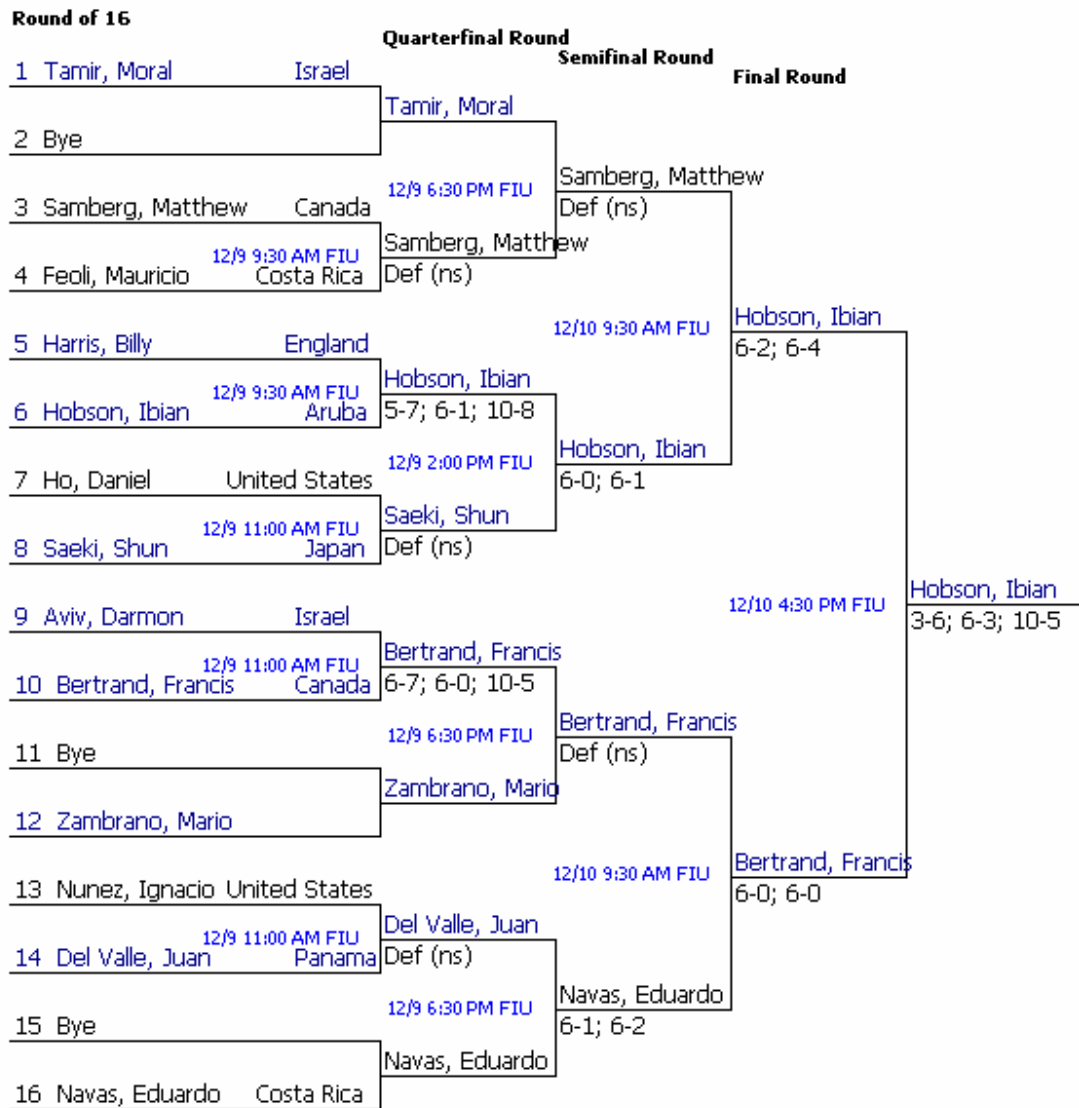 Round of 16
Quarterfinal Round
Semifinal Round
Final Round
1 Tamir, Moral Israel
Tamir, Moral
2 Bye
12/9 6:30 PM FIU
Samberg, Matthew
Def (ns)
3 Samberg, Matthew Canada
12/9 9:30 AM FIU
Samberg, Matthew
Def (ns)
4 Feoli, Mauricio Costa Rica
12/10 9:30 AM FIU
Hobson, Ibian
6-2; 6-4
5 Harris, Billy England
12/9 9:30 AM FIU
Hobson, Ibian
5-7; 6-1; 10-8
6 Hobson, Ibian Aruba
12/9 2:00 PM FIU
Hobson, Ibian
6-0; 6-1
7 Ho, Daniel United States
12/9 11:00 AM FIU
Saeki, Shun
Def (ns)
8 Saeki, Shun Japan
12/10 4:30 PM FIU
Hobson, Ibian
3-6; 6-3; 10-5
9 Aviv, Darmon Israel
12/9 11:00 AM FIU
Bertrand, Francis
6-7; 6-0; 10-5
10 Bertrand, Francis Canada
12/9 6:30 PM FIU
Bertrand, Francis
Def (ns)
11 Bye
Zambrano, Mario
12 Zambrano, Mario
12/10 9:30 AM FIU
Bertrand, Francis
6-0; 6-0
13 Nunez, Ignacio United States
12/9 11:00 AM FIU
Del Valle, Juan
Def (ns)
14 Del Valle, Juan Panama
12/9 6:30 PM FIU
Navas, Eduardo
6-1; 6-2
15 Bye
Navas, Eduardo
16 Navas, Eduardo Costa Rica